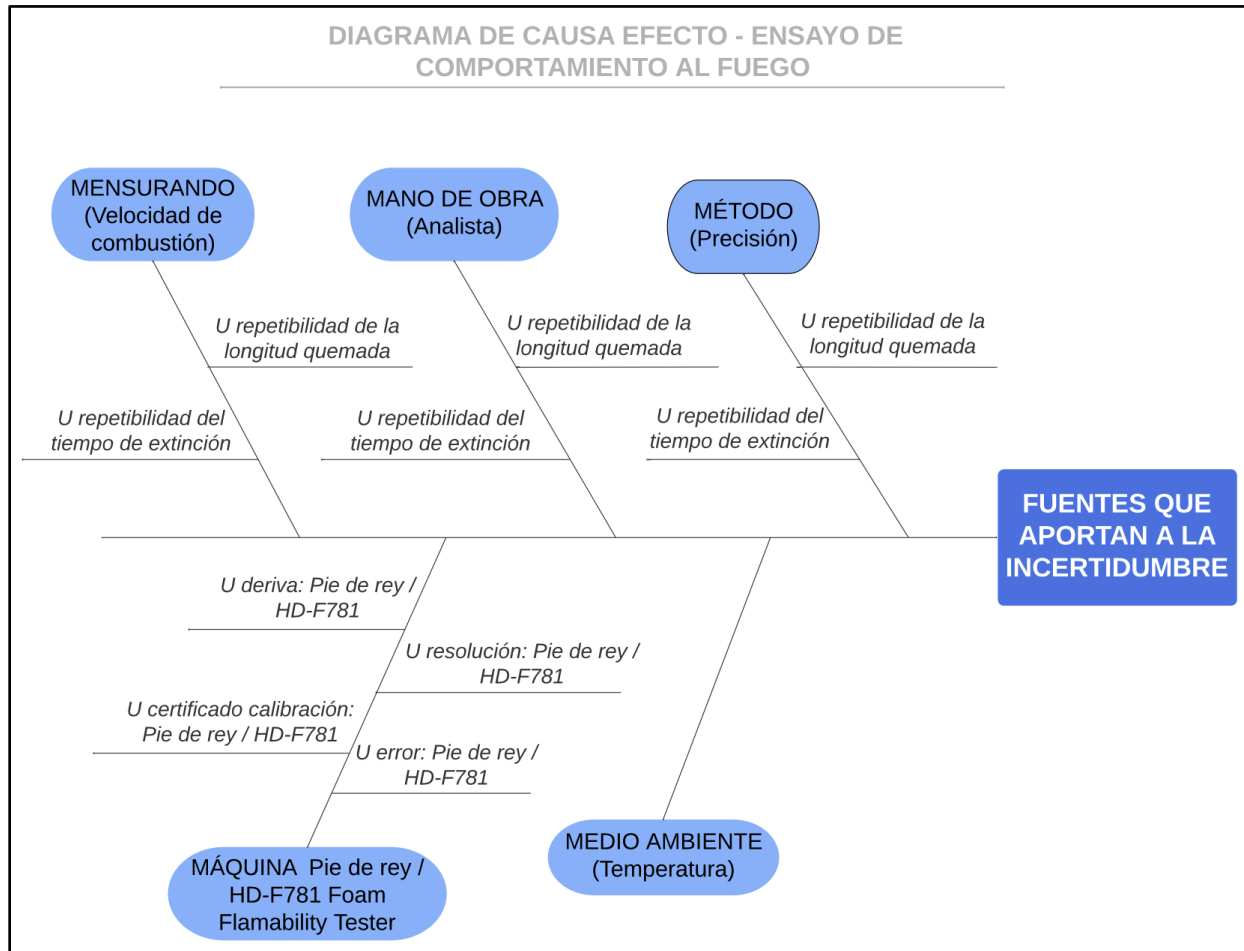 DIAGRAMA DE CAUSA EFECTO - ENSAYO DE
COMPORTAMIENTO AL FUEGO
MENSURANDO
(Velocidad de
combustión)
MANO DE OBRA
(Analista)
MÉTODO
(Precisión)
U repetibilidad de la
longitud quemada
U repetibilidad de la
longitud quemada
U repetibilidad de la
longitud quemada
U repetibilidad del
tiempo de extinción
U repetibilidad del
tiempo de extinción
U repetibilidad del
tiempo de extinción
FUENTES QUE
APORTAN A LA
INCERTIDUMBRE
U deriva: Pie de rey /
HD-F781
U resolución: Pie de rey /
HD-F781
U certificado calibración:
Pie de rey / HD-F781
U error: Pie de rey /
HD-F781
MÁQUINA Pie de rey /
HD-F781 Foam
Flamability Tester
MEDIO AMBIENTE
(Temperatura)